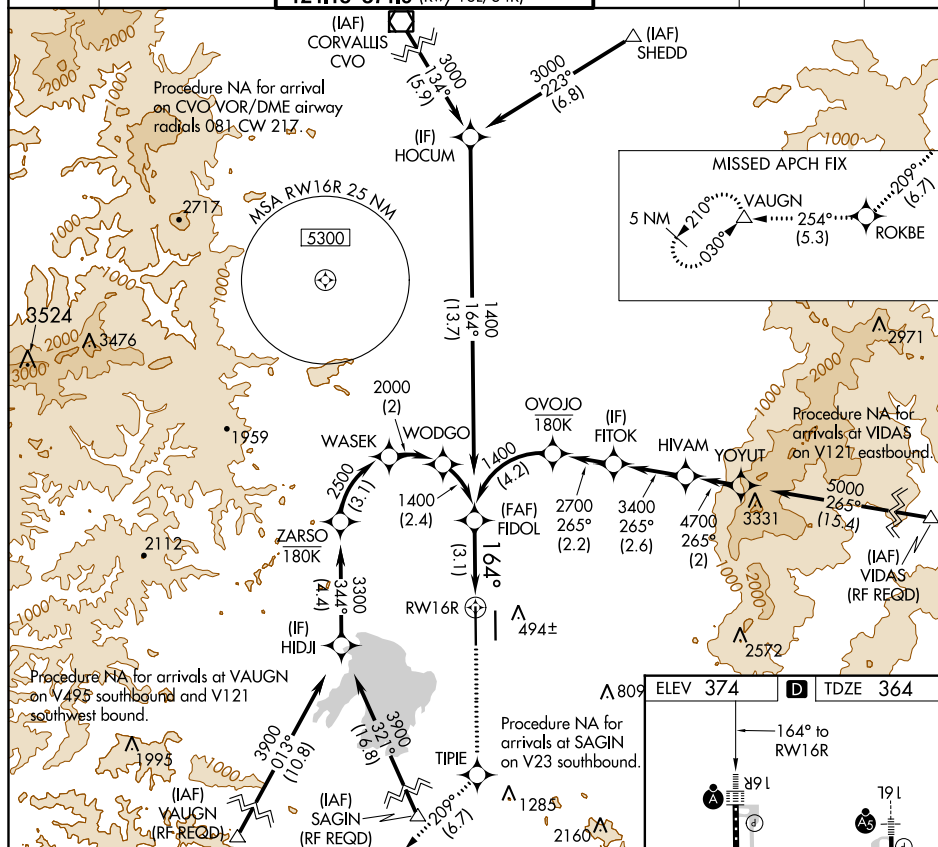 (IAF)
CORVALLIS
CVO
(IAF)
SHEDD
3000
134°
(5.9)
3000
223°
(6.8)
2000
2000
1000
Procedure NA for arrival
on CVO VOR/DME airway
radials 081 CW 217.
(IF)
HOCUM
1000
MISSED APCH FIX
VAUGN
5 NM
210°
030°
254°
(5.3)
ROKBE
209°
(6.7)
MSA RW16R 25 NM
5300
2717
1400
164°
(13.7)
3524
3476
1000
3000
2971
2000
1000
2000
(2)
OVOJO
180K
(IF)
FITOK
HIVAM
YOYUT
Procedure NA for
arrivals at VIDAS
on V121 eastbound.
1959
WASEK
WODGO
2500
(3.1)
1400
(2.4)
1400
(4.2)
2700
265°
(2.2)
3400
265°
(2.6)
4700
265°
(2)
3331
5000
265°
(15.4)
(FAF)
FIDOL
ZARSO
180K
(3.1)
164°
2112
(IAF)
VIDAS
(RF REQD)
3300
344°
(4.4)
RW16R
494±
1000
2000
(IF)
HIDJI
2572
Procedure NA for arrivals at VAUGN
on V495 southbound and V121
southwest bound.
809
ELEV 374
D
TDZE 364
3900
013°
(10.8)
3900
321°
(16.8)
Procedure NA for
arrivals at SAGIN
on V23 southbound.
164° to
RW16R
1995
TIPIE
(IAF)
VAUGN
(RF REQD)
(IAF)
SAGIN
(RF REQD)
209°
(6.7)
1285
2160
16R
16L
A
A5
P
P